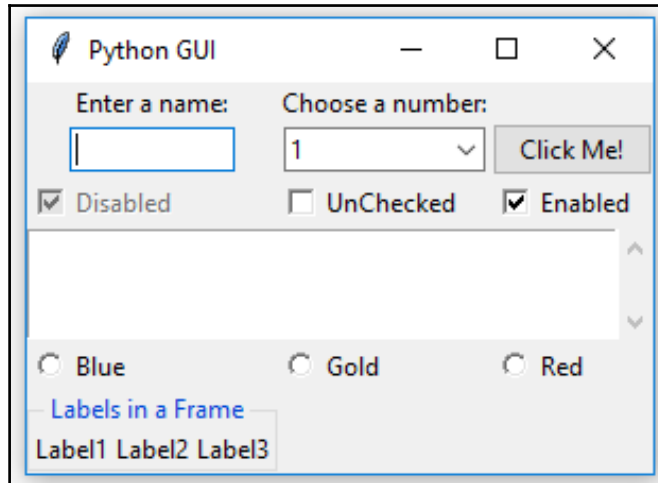 Python GUI
Enter a name: Choose a number:
1 Click Me!
Disabled UnChecked Enabled
Blue Gold Red
Labels in a Frame
Label1 Label2 Label3